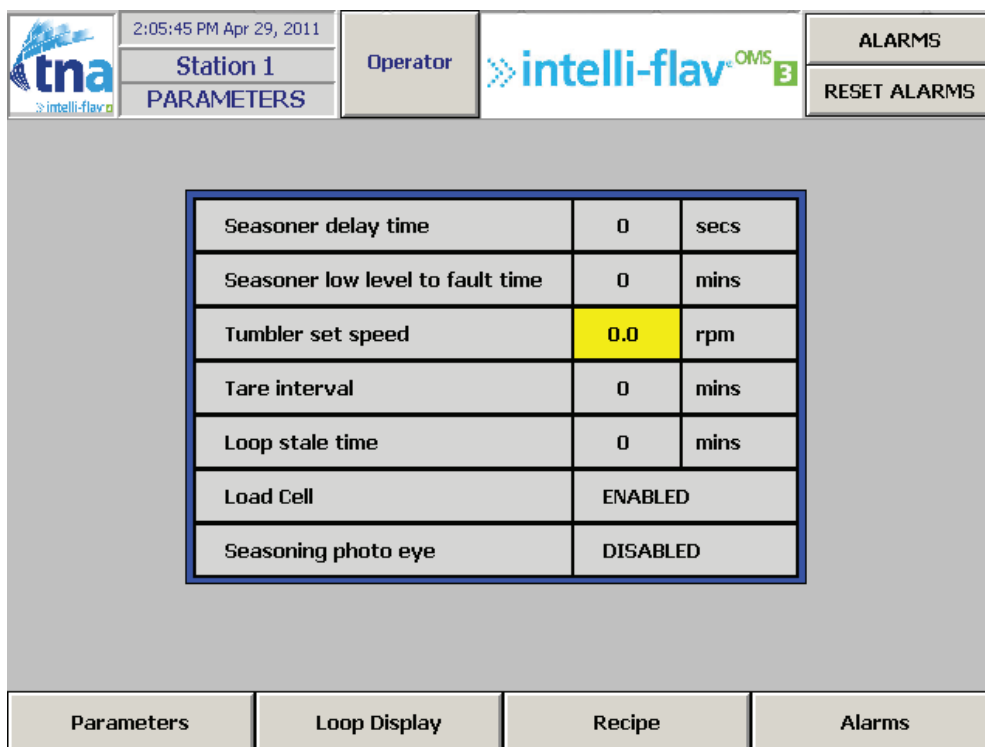 tna
intelli-flav 3
2:05:45 PM Apr 29, 2011
Station 1
PARAMETERS
Operator
intelli-flav® OMS 3
ALARMS
RESET ALARMS
Seasoner delay time 0 secs
Seasoner low level to fault time 0 mins
Tumbler set speed 0.0 rpm
Tare interval 0 mins
Loop stale time 0 mins
Load Cell ENABLED
Seasoning photo eye DISABLED
Parameters Loop Display Recipe Alarms